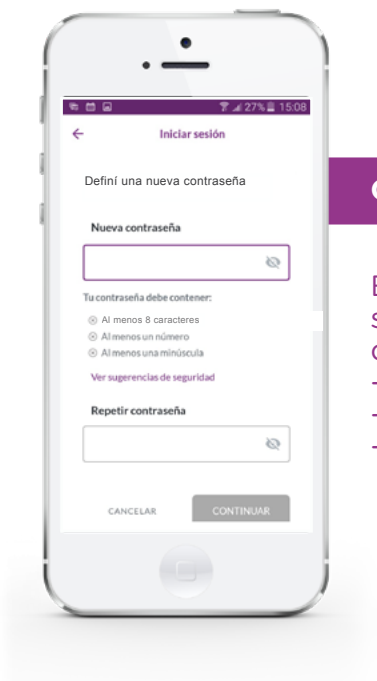 27% 15:08
Iniciar sesión
Definí una nueva contraseña
Nueva contraseña
Tu contraseña debe contener:
Al menos 8 caracteres
Al menos un número
Al menos una minúscula
Ver sugerencias de seguridad
Repetir contraseña
CANCELAR CONTINUAR